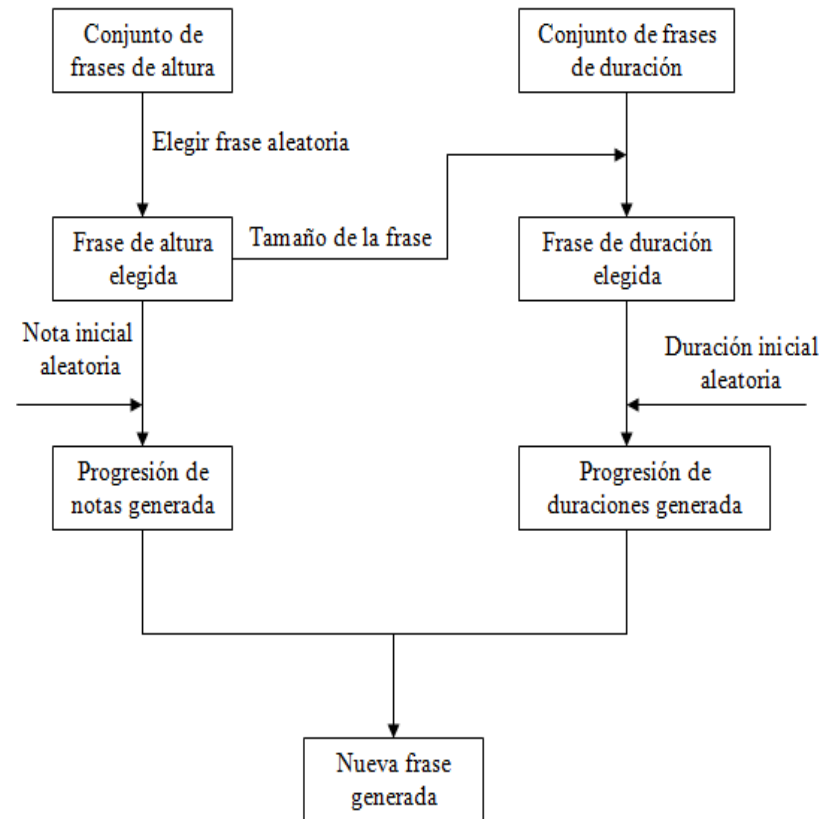 Conjunto de
frases de altura
Conjunto de frases
de duración
Elegir frase aleatoria
Frase de altura
elegida
Tamaño de la frase
Frase de duración
elegida
Nota inicial
aleatoria
Duración inicial
aleatoria
Progresión de
notas generada
Progresión de
duraciones generada
Nueva frase
generada